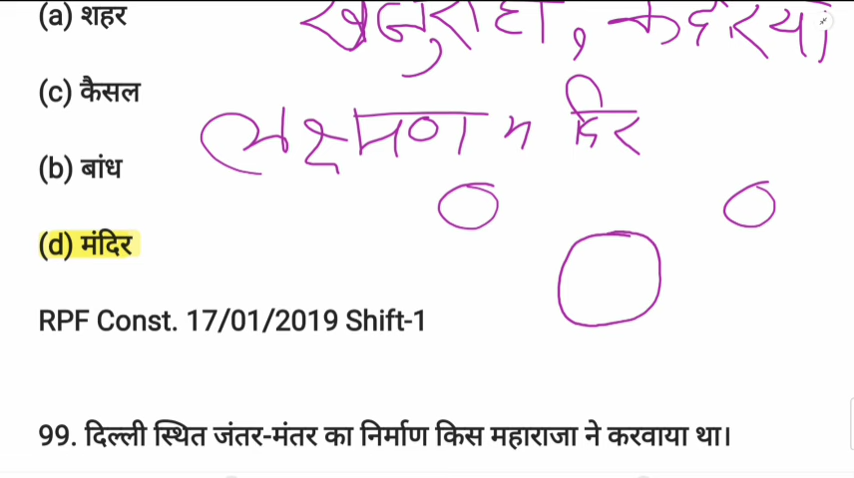 (a) शहर
खजुराहो, कंदरिया
(c) कैसल
लक्ष्मण मंदिर
(b) बांध
(d) मंदिर
RPF Const. 17/01/2019 Shift-1
99. दिल्ली स्थित जंतर-मंतर का निर्माण किस महाराजा ने करवाया था।